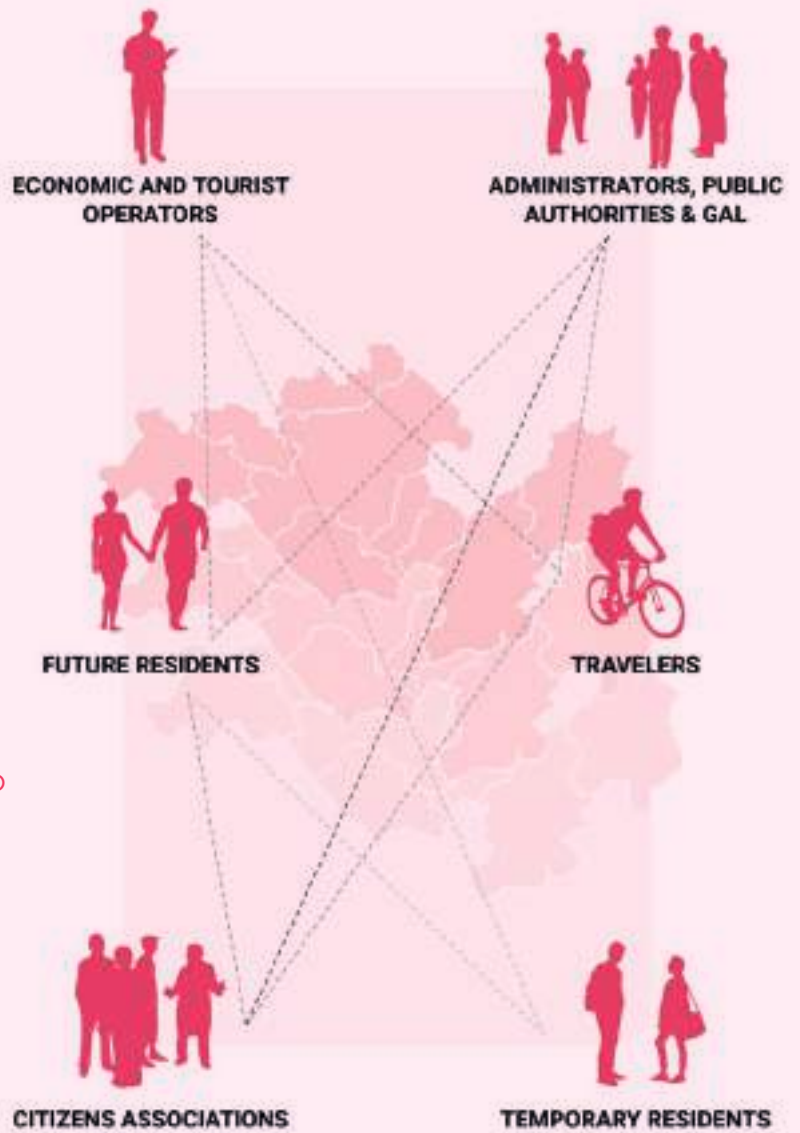 ECONOMIC AND TOURIST
OPERATORS
ADMINISTRATORS, PUBLIC
AUTHORITIES & GAL
FUTURE RESIDENTS
TRAVELERS
CITIZENS ASSOCIATIONS
TEMPORARY RESIDENTS